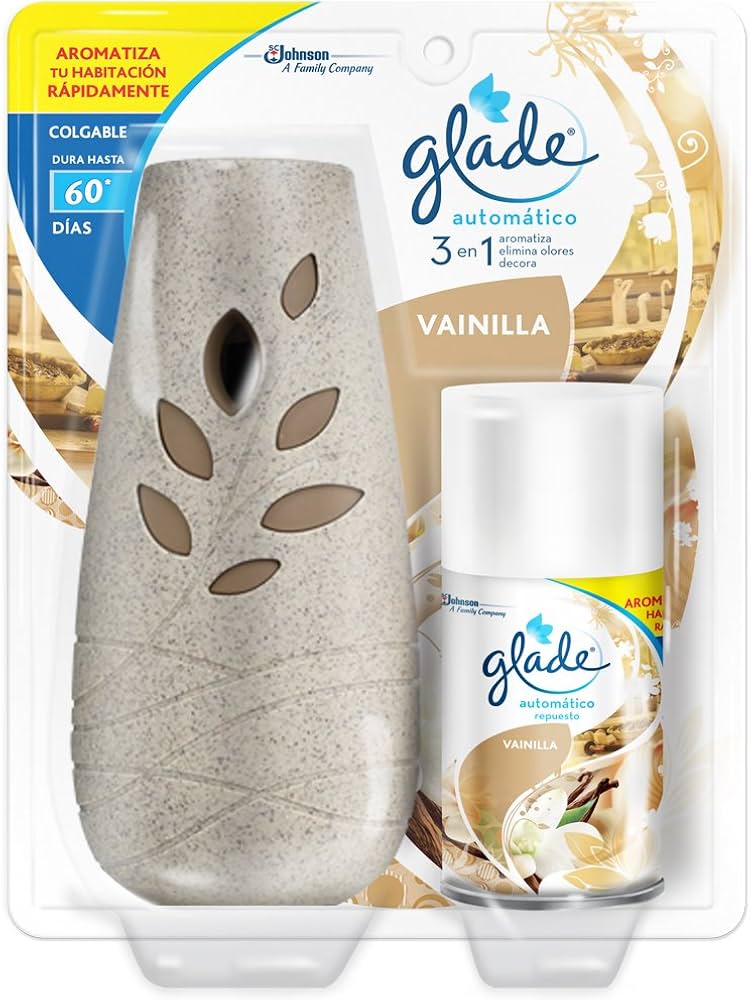 AROMATIZA
TU HABITACIÓN
RÁPIDAMENTE
COLGABLE
DURA HASTA
60*
DÍAS
SC Johnson
A Family Company
glade®
automático
3 en 1
aromatiza
elimina olores
decora
VAINILLA
SC Johnson
A Family Company
glade
automático
repuesto
VAINILLA